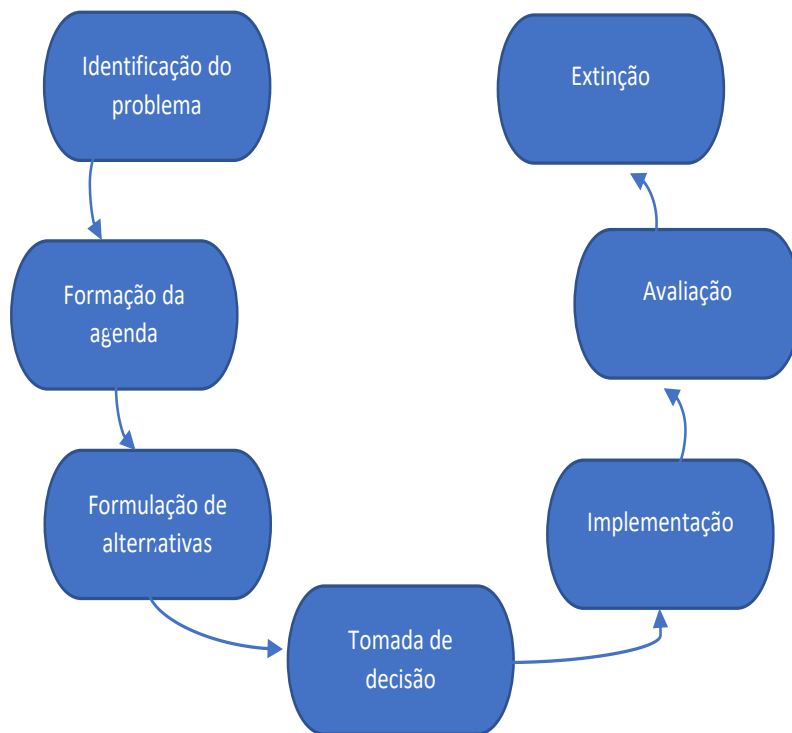 Identificação do
problema
Formação da
agenda
Formulação de
alternativas
Tomada de
decisão
Implementação
Avaliação
Extinção